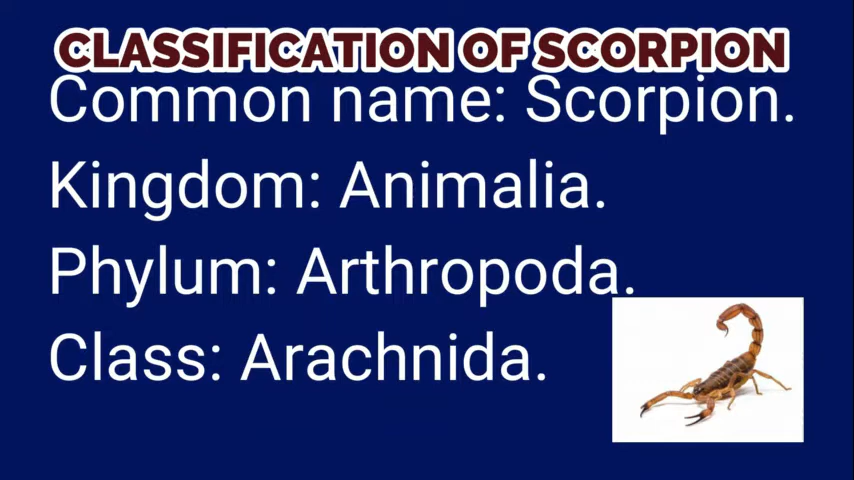 CLASSIFICATION OF SCORPION
Common name: Scorpion.
Kingdom: Animalia.
Phylum: Arthropoda.
Class: Arachnida.